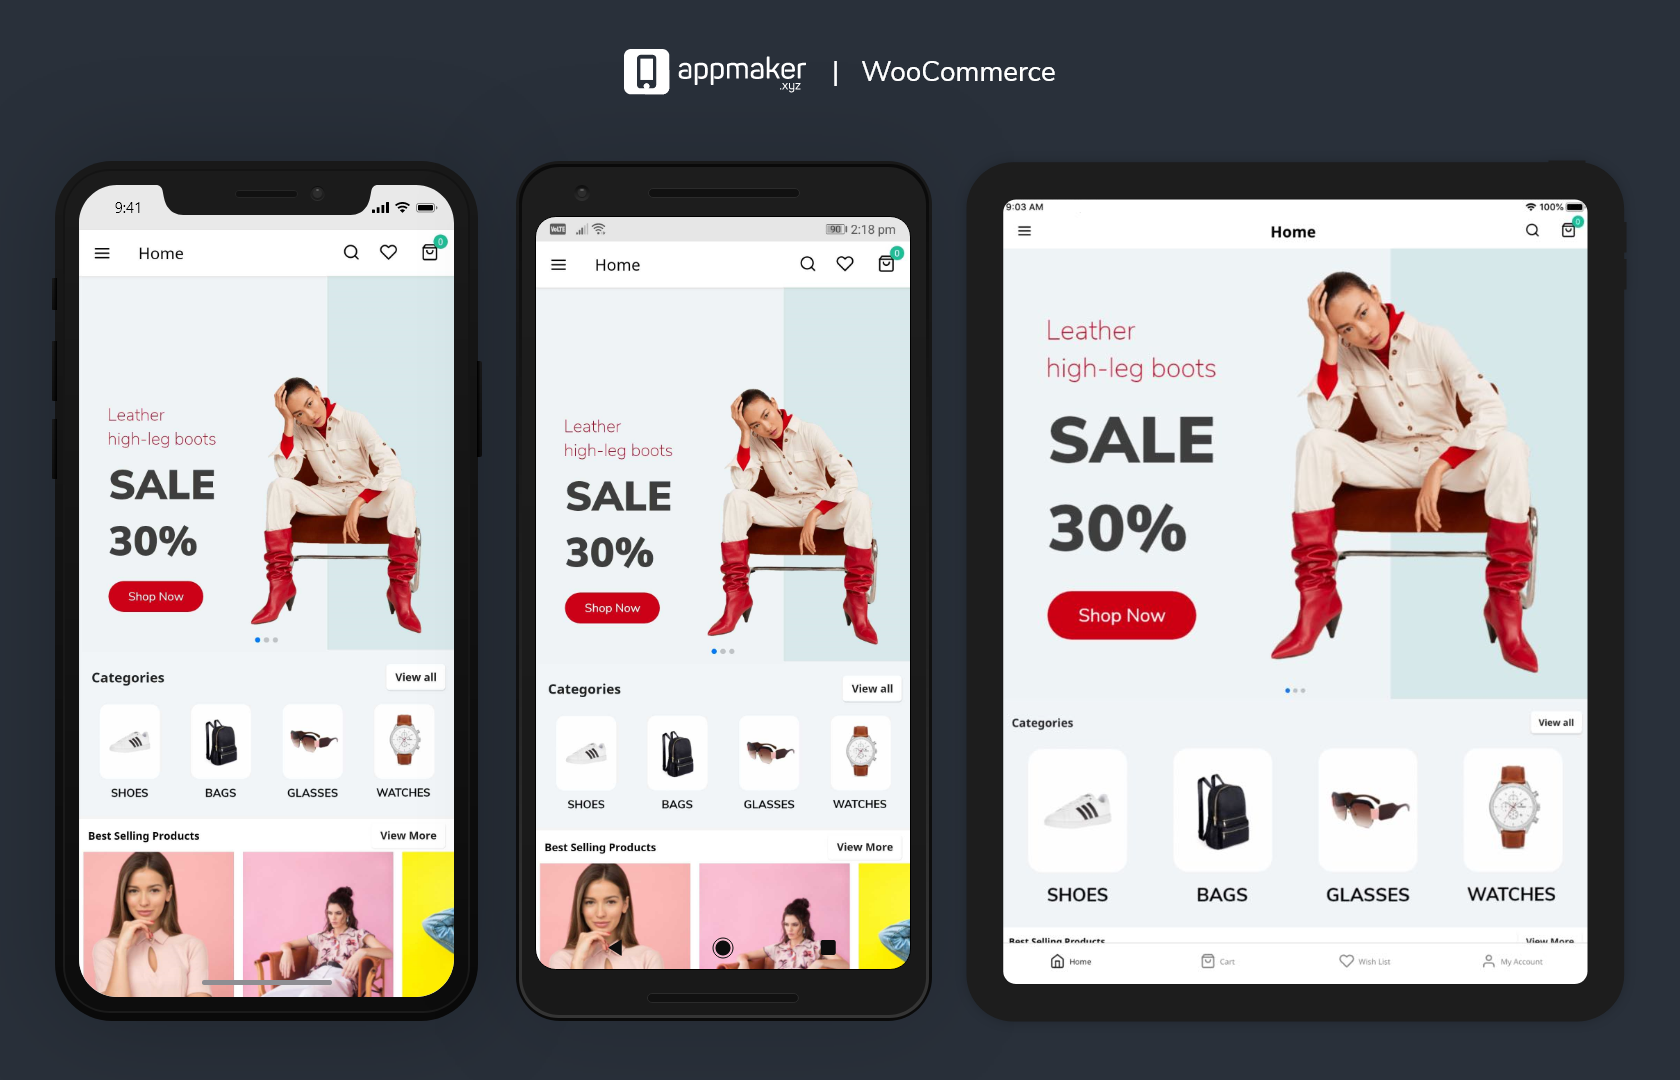 appmaker
.xyz
|
WooCommerce
9:41
Home
0
Leather
high-leg boots
SALE
30%
Shop Now
Categories
View all
SHOES
BAGS
GLASSES
WATCHES
Best Selling Products
View More
VoLTE
90
2:18 pm
Home
0
Leather
high-leg boots
SALE
30%
Shop Now
Categories
View all
SHOES
BAGS
GLASSES
WATCHES
Best Selling Products
View More
9:03 AM
100%
Home
0
Leather
high-leg boots
SALE
30%
Shop Now
Categories
View all
SHOES
BAGS
GLASSES
WATCHES
Best Selling Products
View More
Home
Cart
Wish List
My Account